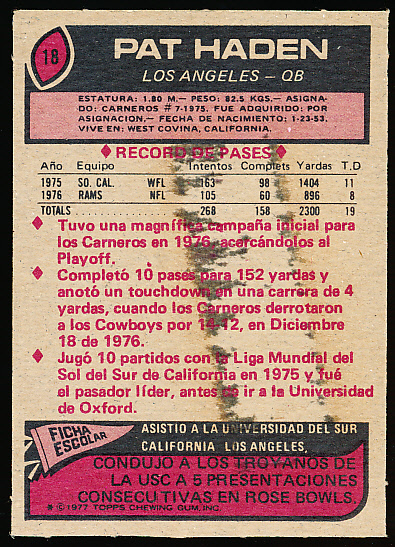 18
PAT HADEN
LOS ANGELES – QB
ESTATURA: 1.80 M.— PESO: 82.5 KGS.— ASIGNA-
DO: CARNEROS #7-1975. FUE ADQUIRIDO: POR
ASIGNACION,— FECHA DE NACIMIENTO: 1-23-53.
VIVE EN: WEST COVINA, CALIFORNIA.
♦ RECORD DE PASES ♦
Año Equipo Intentos Complets Yardas T.D
1975 SO. CAL. WFL 163 98 1404 11
1976 RAMS NFL 105 60 896 8
TOTALS 268 158 2300 19
♦ Tuvo una magnífica campaña inicial para
los Carneros en 1976, acercándolos al
Playoff.
♦ Completó 10 pases para 152 yardas y
anotó un touchdown en una carrera de 4
yardas, cuando los Carneros derrotaron
a los Cowboys por 14-12, en Diciembre
18 de 1976.
♦ Jugó 10 partidos con la Liga Mundial del
Sol del Sur de California en 1975 y fué
el pasador líder, antes de ir a la Universidad
de Oxford.
FICHA
ESCOLAR
ASISTIO A LA UNIVERSIDAD DEL SUR
CALIFORNIA LOS ANGELES,
CONDUJO A LOS TROYANOS DE
LA USC A 5 PRESENTACIONES
CONSECUTIVAS EN ROSE BOWLS.
* © 1977 TOPPS CHEWING GUM, INC.